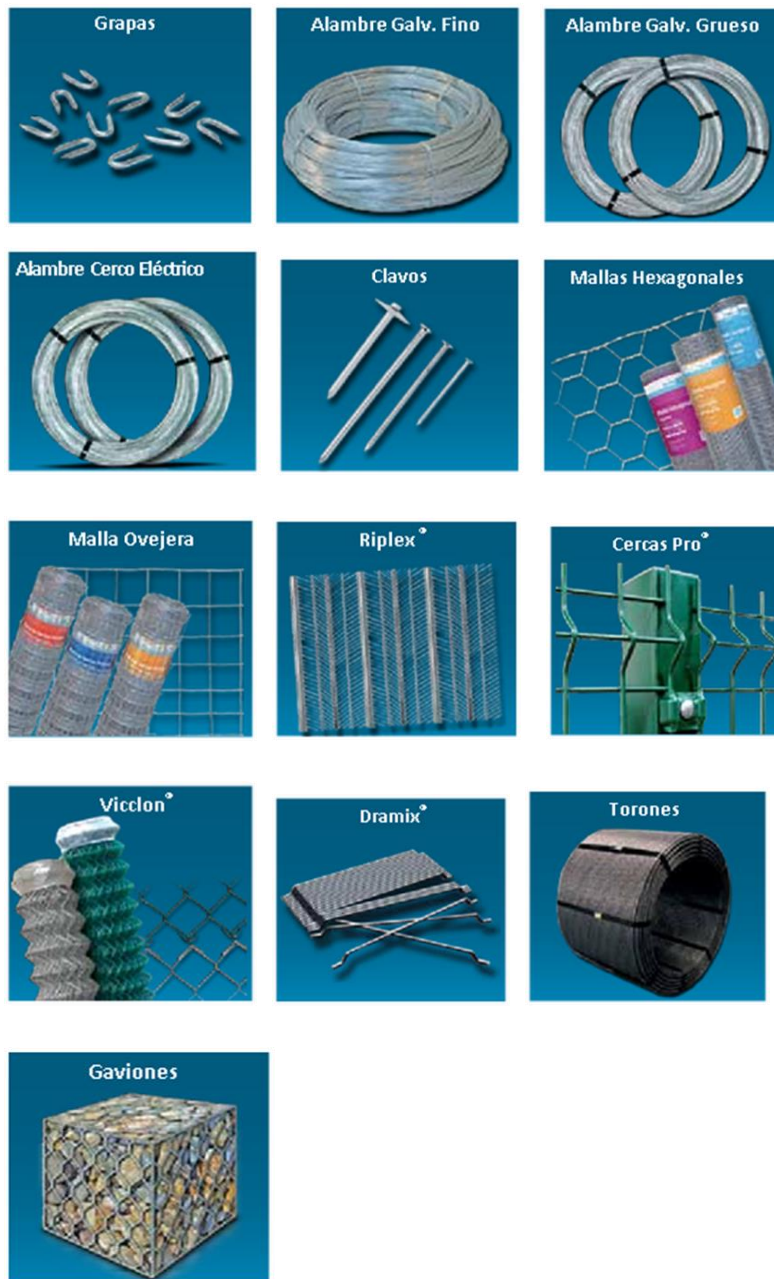 Grapas
Alambre Galv. Fino
Alambre Galv. Grueso
Alambre Cerco Eléctrico
Clavos
Mallas Hexagonales
Malla Ovejera
Riplex®
Cercas Pro®
Vicclon®
Dramix®
Torones
Gaviones